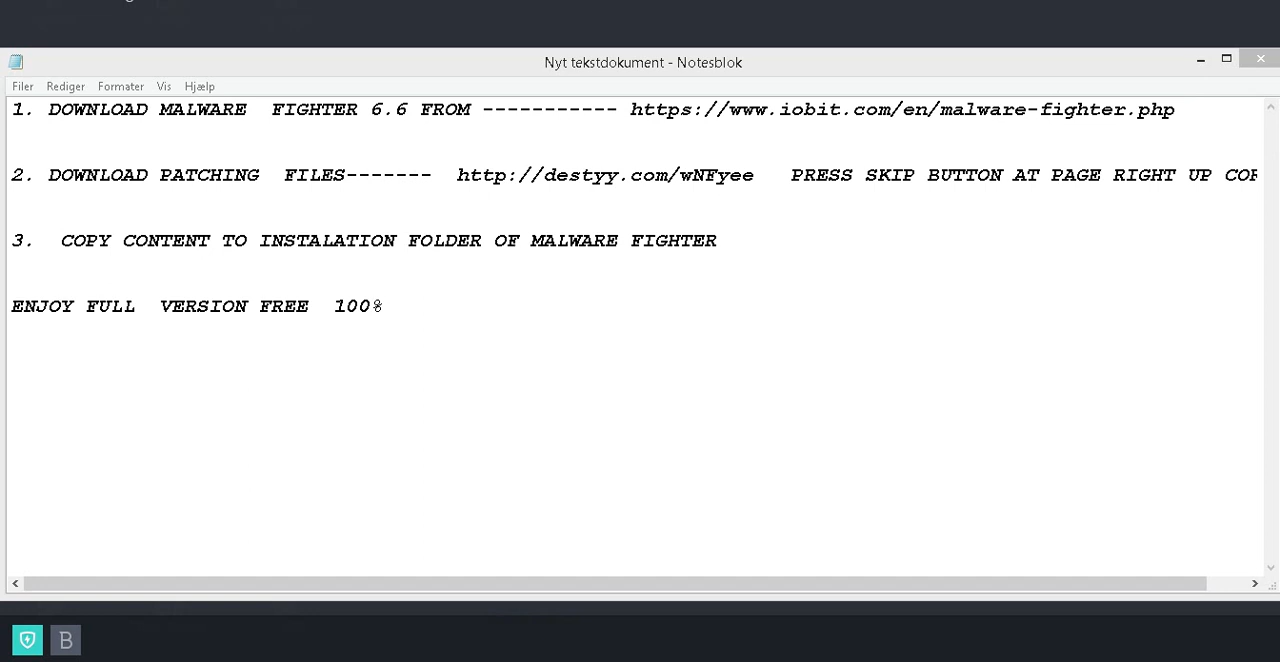 Nyt tekstdokument - Notesblok
Filer Rediger Formater Vis Hjælp
1. DOWNLOAD MALWARE  FIGHTER 6.6 FROM ----------- https://www.iobit.com/en/malware-fighter.php
2. DOWNLOAD PATCHING  FILES-------  http://destyy.com/wNFyee   PRESS SKIP BUTTON AT PAGE RIGHT UP
3.  COPY CONTENT TO INSTALATION FOLDER OF MALWARE FIGHTER
ENJOY FULL  VERSION FREE  100%
B